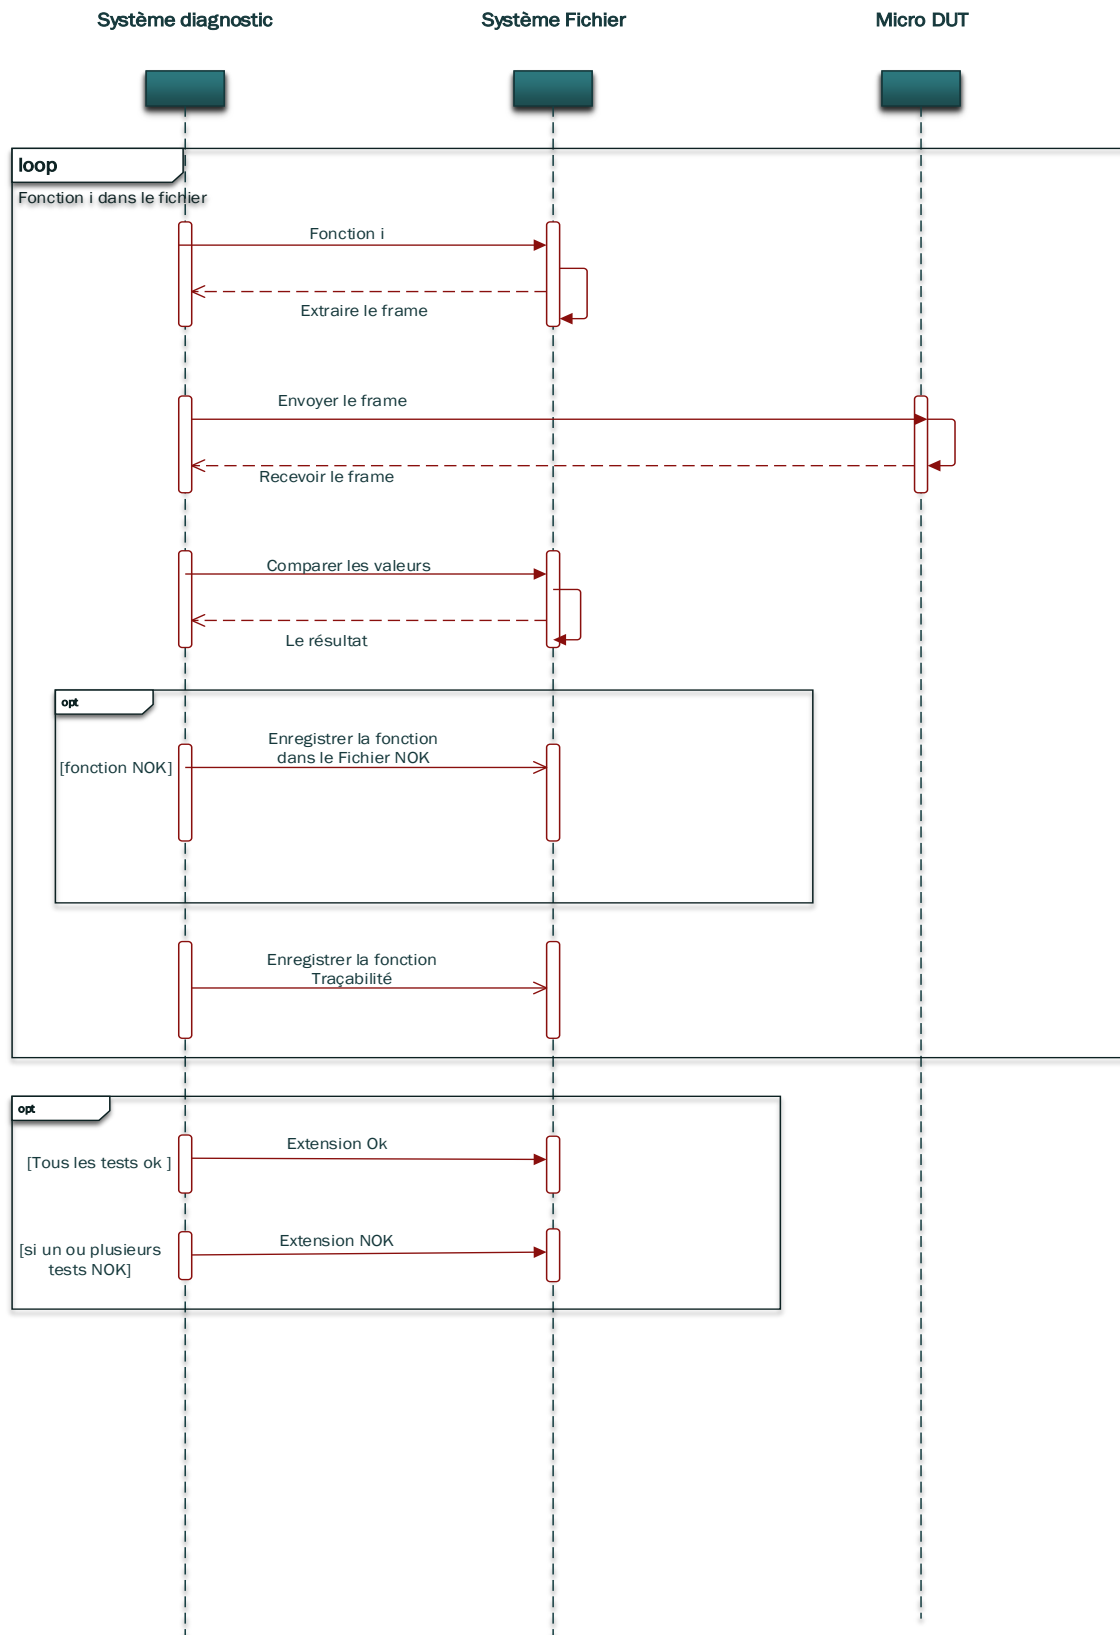 Système diagnostic
Système Fichier
Micro DUT
loop
Fonction i dans le fichier
Fonction i
Extraire le frame
Envoyer le frame
Recevoir le frame
Comparer les valeurs
Le résultat
opt
Enregistrer la fonction
dans le Fichier NOK
[fonction NOK]
Enregistrer la fonction
Traçabilité
opt
Extension Ok
[Tous les tests ok ]
Extension NOK
[si un ou plusieurs
tests NOK]